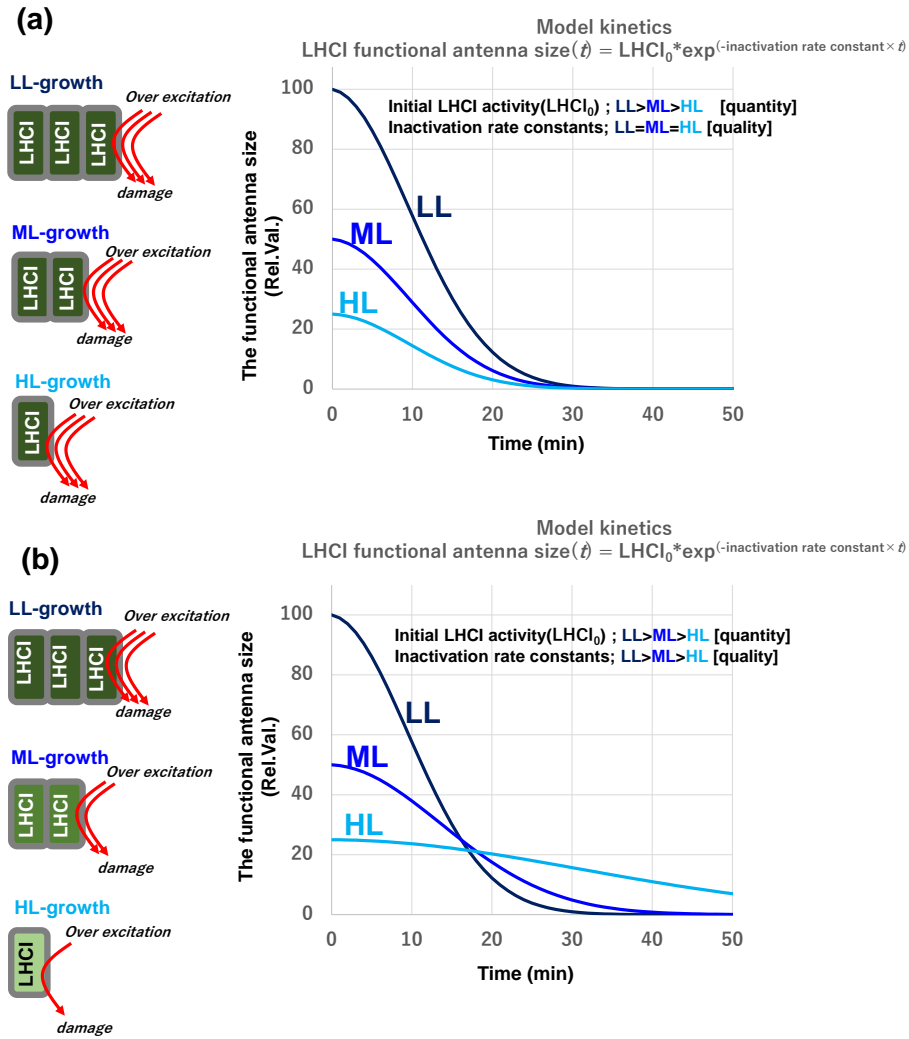 (a)
Model kinetics
LHCI functional antenna size(t) = LHCI₀*exp^(-inactivation rate constant×t)
LL-growth
Over excitation
LHCI
LHCI
LHCI
damage
ML-growth
Over excitation
LHCI
LHCI
damage
HL-growth
Over excitation
LHCI
damage
The functional antenna size
(Rel.Val.)
100
80
60
40
20
0
Initial LHCI activity(LHCI₀) ; LL>ML>HL [quantity]
Inactivation rate constants; LL=ML=HL [quality]
LL
ML
HL
0 10 20 30 40 50
Time (min)
(b)
Model kinetics
LHCI functional antenna size(t) = LHCI₀*exp^(-inactivation rate constant×t)
LL-growth
Over excitation
LHCI
LHCI
LHCI
damage
ML-growth
Over excitation
LHCI
LHCI
damage
HL-growth
Over excitation
LHCI
damage
The functional antenna size
(Rel.Val.)
100
80
60
40
20
0
Initial LHCI activity(LHCI₀) ; LL>ML>HL [quantity]
Inactivation rate constants; LL>ML>HL [quality]
LL
ML
HL
0 10 20 30 40 50
Time (min)